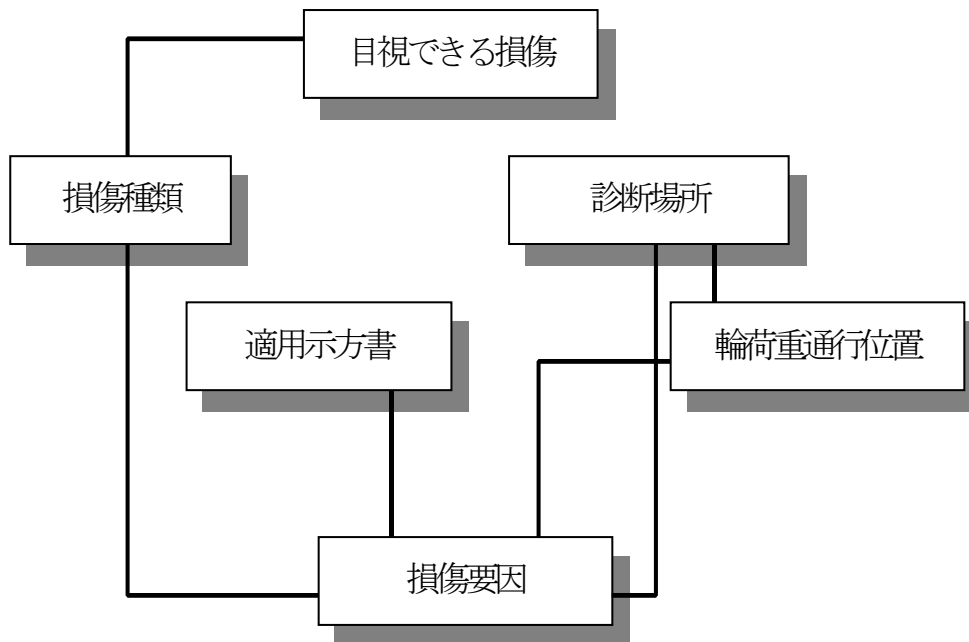 目視できる損傷
損傷種類
診断場所
適用示方書
輪荷重通行位置
損傷要因